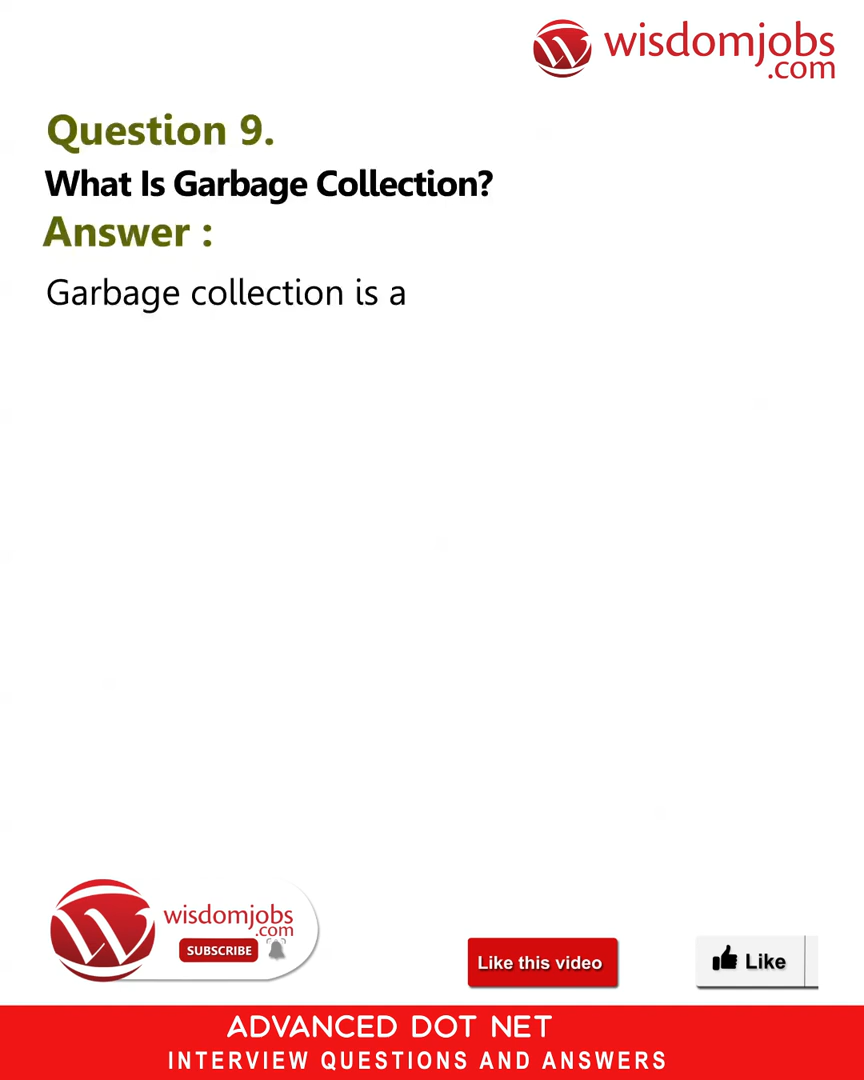 wisdomjobs
.com
Question 9.
What Is Garbage Collection?
Answer :
Garbage collection is a
wisdomjobs
.com
SUBSCRIBE
Like this video
Like
ADVANCED DOT NET
INTERVIEW QUESTIONS AND ANSWERS